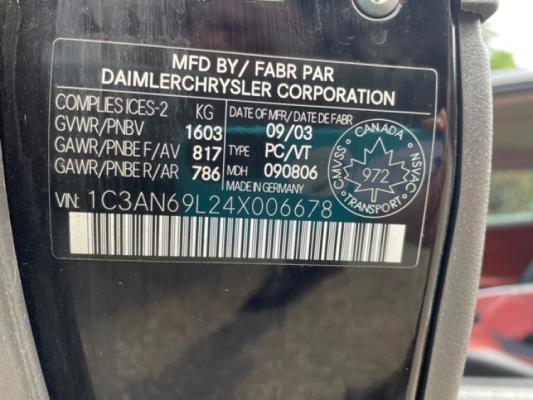 MFD BY/ FABR PAR
DAIMLERCHRYSLER CORPORATION
COMPLIES ICES-2 KG DATE OF MFR/ DATE DE FABR
GVWR/PNBV 1603 09/03
GAWR/PNBE F/AV 817 TYPE PC/VT
GAWR/PNBE R/AR 786 MDH 090806
MADE IN GERMANY
CANADA
CMVSS 972 NSVAC
TRANSPORT
VIN: 1C3AN69L24X006678